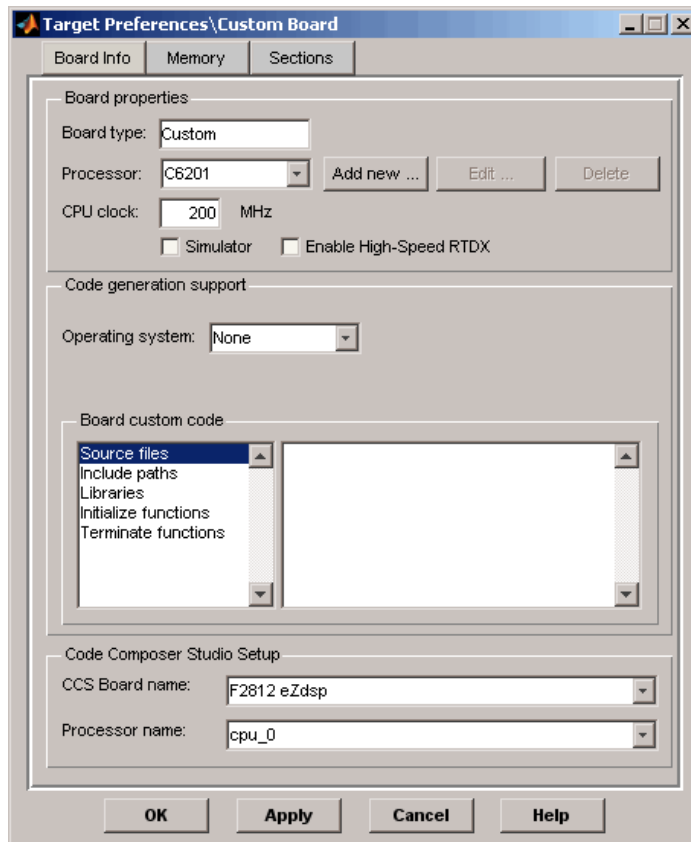 Target Preferences\Custom Board
Board Info Memory Sections
Board properties
Board type: Custom
Processor: C6201 Add new ... Edit ... Delete
CPU clock: 200 MHz
Simulator Enable High-Speed RTDX
Code generation support
Operating system: None
Board custom code
Source files
Include paths
Libraries
Initialize functions
Terminate functions
Code Composer Studio Setup
CCS Board name: F2812 eZdsp
Processor name: cpu_0
OK Apply Cancel Help